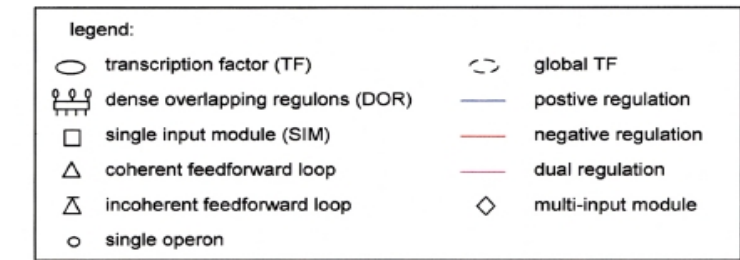 legend:
transcription factor (TF)
global TF
dense overlapping regulons (DOR)
postive regulation
single input module (SIM)
negative regulation
coherent feedforward loop
dual regulation
incoherent feedforward loop
multi-input module
single operon